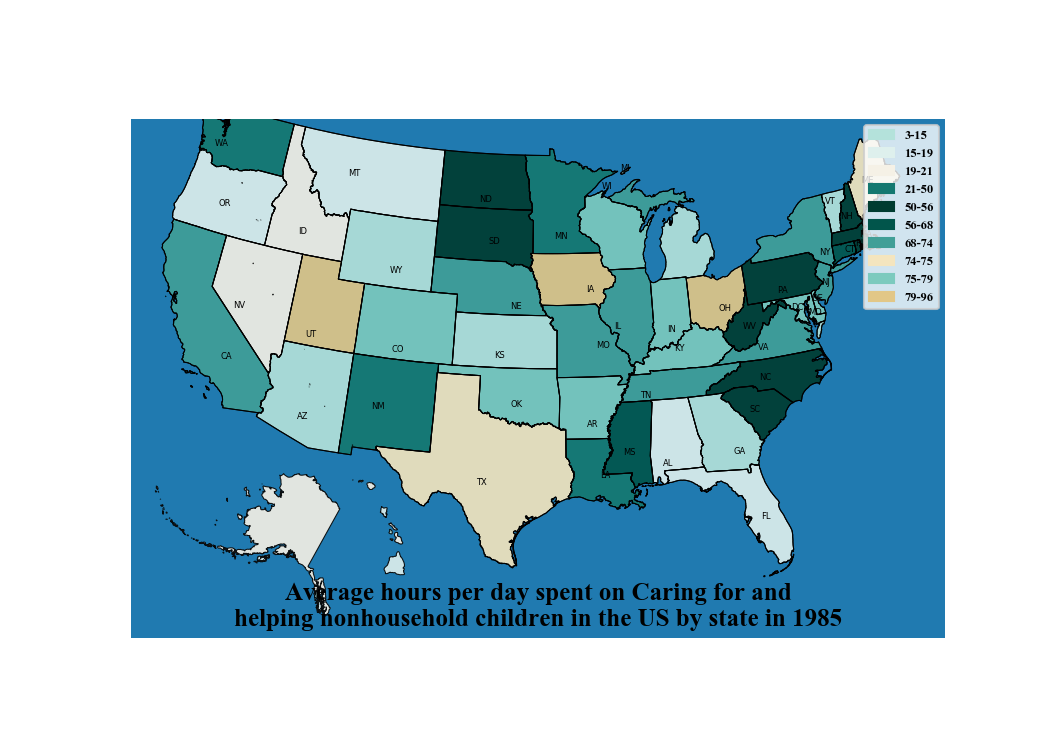 WA
MT
ND
MN
WI
MI
VT
ME
NH
OR
ID
SD
WY
NY
CT
NV
UT
CO
NE
IA
IL
IN
OH
PA
NJ
DE
DC
MD
WV
VA
KY
CA
KS
MO
AZ
NM
OK
AR
TN
NC
SC
TX
LA
MS
AL
GA
FL
3-15
15-19
19-21
21-50
50-56
56-68
68-74
74-75
75-79
79-96
Average hours per day spent on Caring for and
helping nonhousehold children in the US by state in 1985